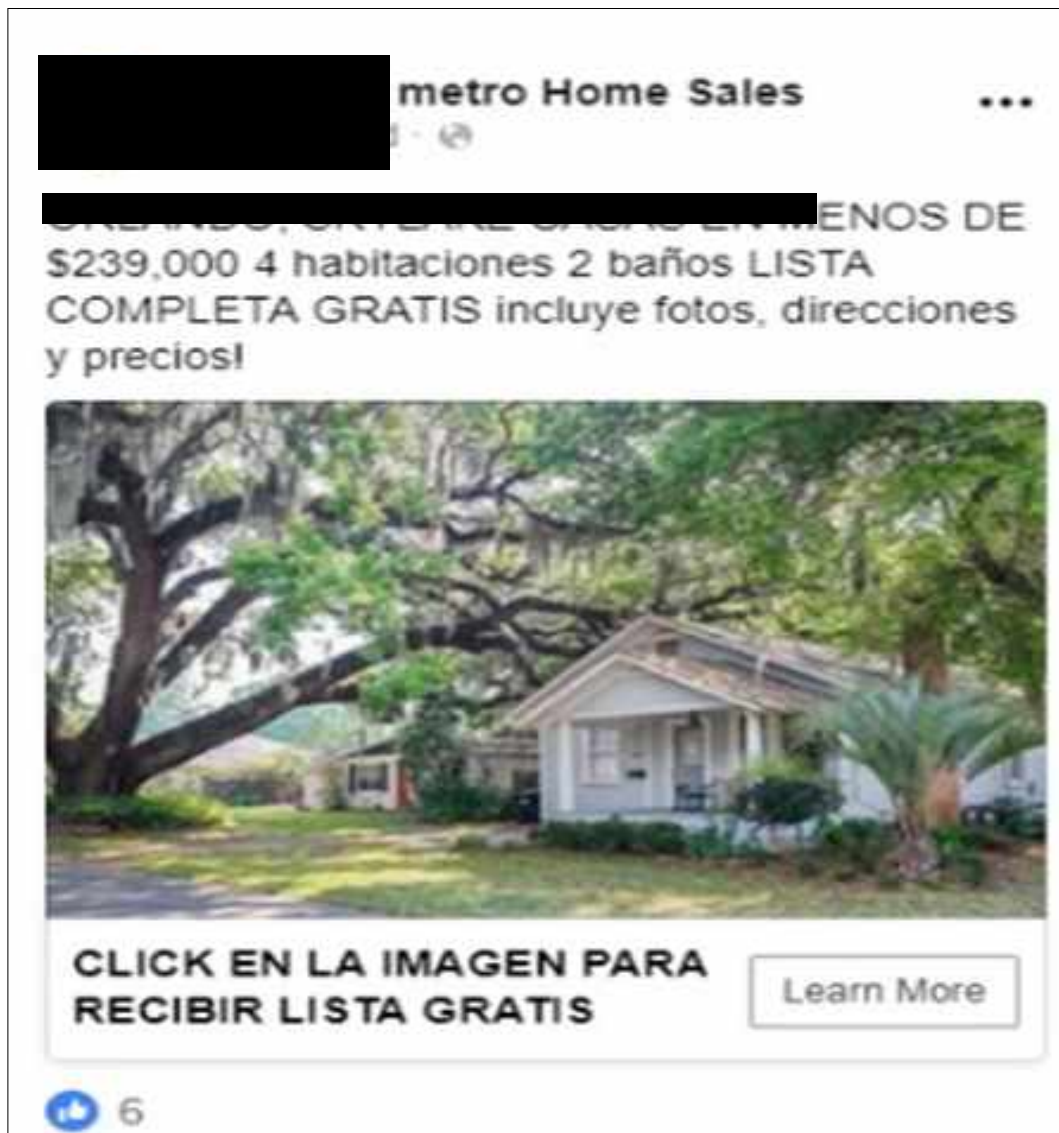 metro Home Sales
ENOS DE
$239,000 4 habitaciones 2 baños LISTA
COMPLETA GRATIS incluye fotos, direcciones
y precios!
CLICK EN LA IMAGEN PARA
RECIBIR LISTA GRATIS
Learn More
6